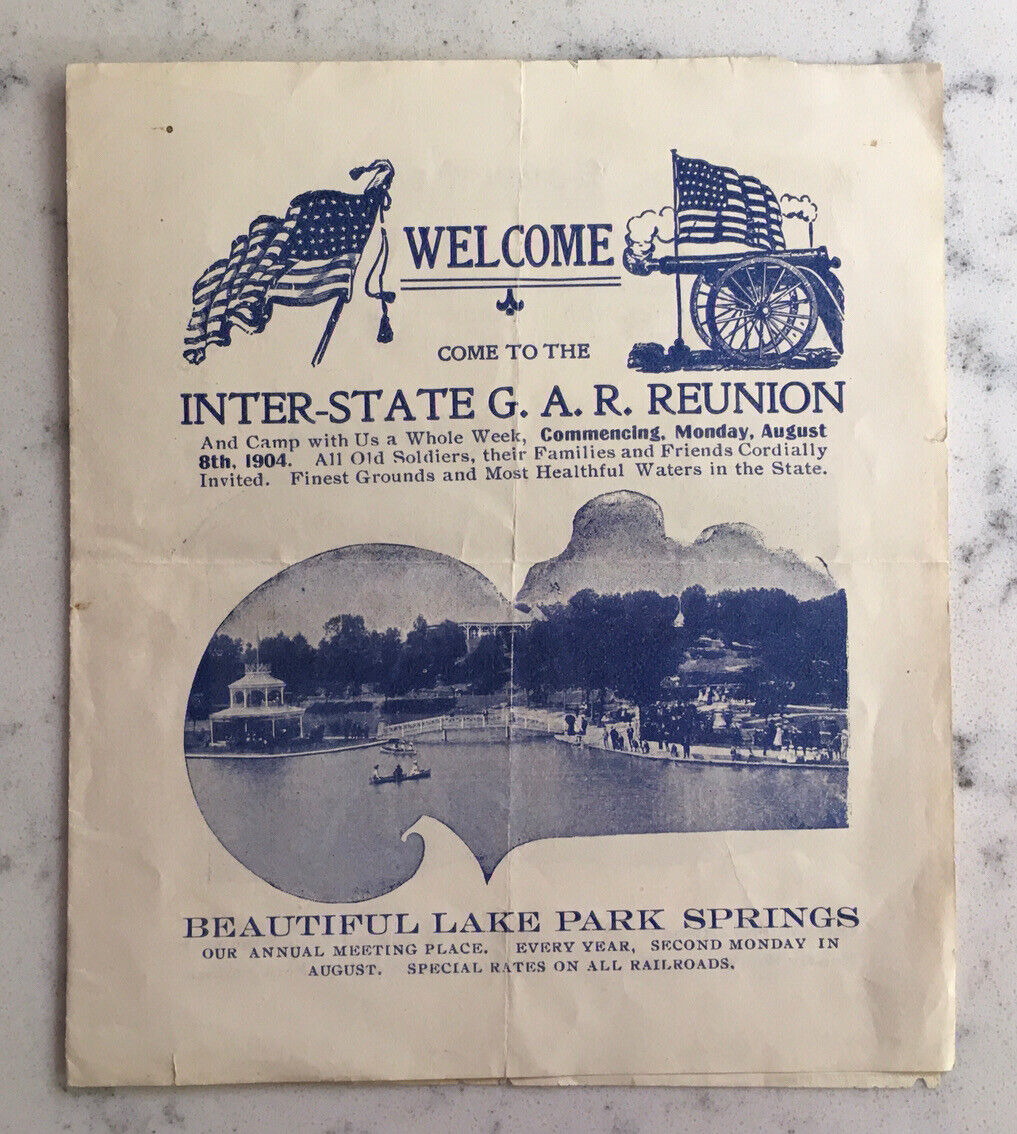 WELCOME
COME TO THE
INTER-STATE G. A. R. REUNION
And Camp with Us a Whole Week, Commencing, Monday, August
8th, 1904. All Old Soldiers, their Families and Friends Cordially
Invited. Finest Grounds and Most Healthful Waters in the State.
BEAUTIFUL LAKE PARK SPRINGS
OUR ANNUAL MEETING PLACE. EVERY YEAR, SECOND MONDAY IN
AUGUST. SPECIAL RATES ON ALL RAILROADS.